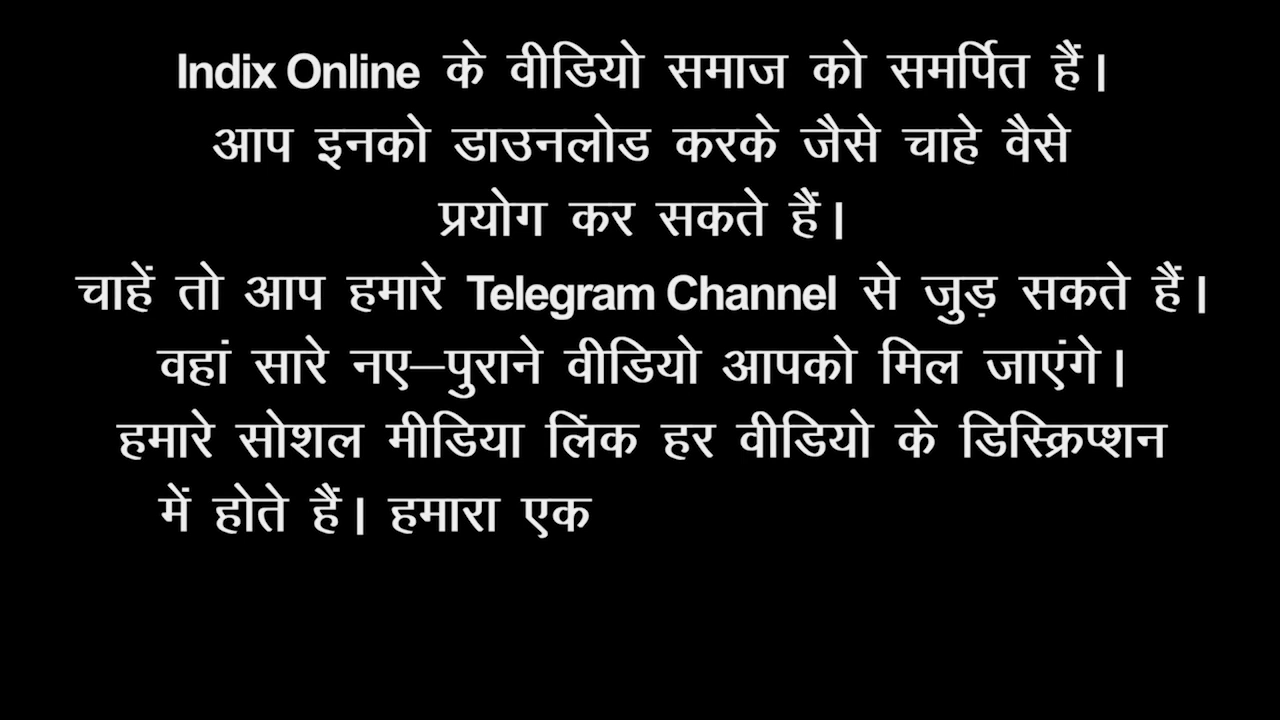 Indix Online के वीडियो समाज को समर्पित हैं।
आप इनको डाउनलोड करके जैसे चाहे वैसे
प्रयोग कर सकते हैं।
चाहें तो आप हमारे Telegram Channel से जुड़ सकते हैं।
वहां सारे नए–पुराने वीडियो आपको मिल जाएंगे।
हमारे सोशल मीडिया लिंक हर वीडियो के डिस्क्रिप्शन
में होते हैं। हमारा एक